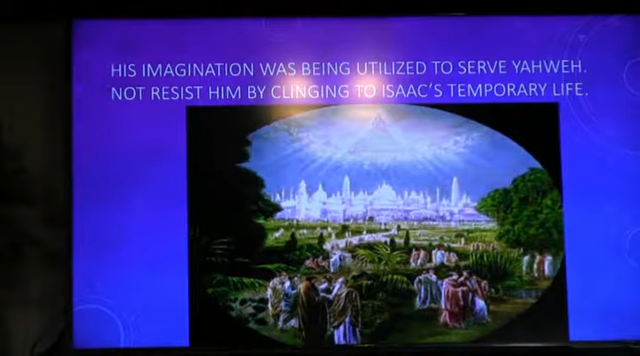 HIS IMAGINATION WAS BEING UTILIZED TO SERVE YAHWEH.
NOT RESIST HIM BY CLINGING TO ISAAC'S TEMPORARY LIFE.